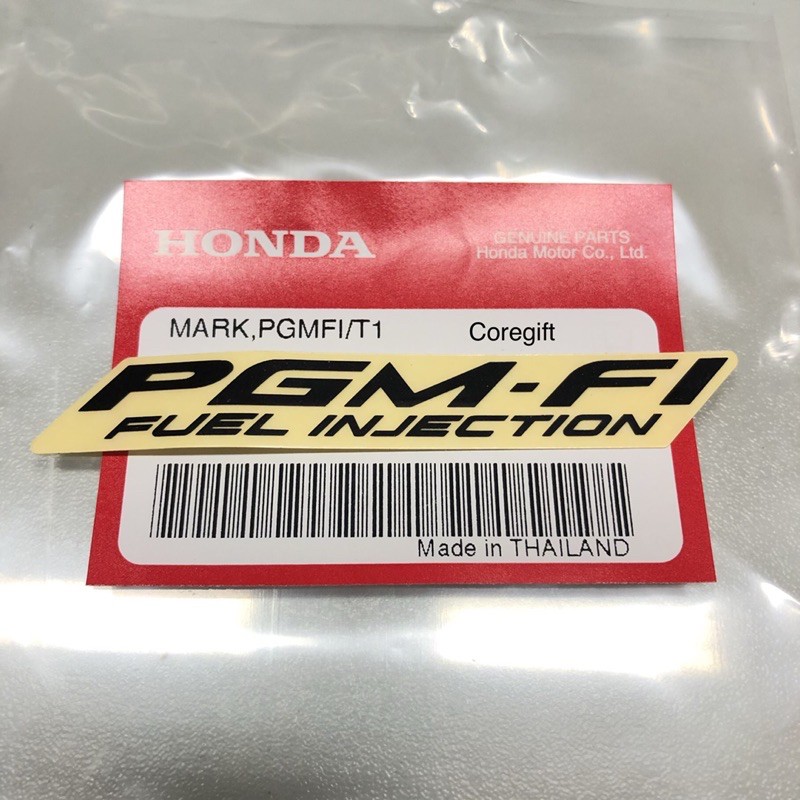 HONDA
GENUINE PARTS
Honda Motor Co., Ltd.
MARK,PGMFI/T1 Coregift
PGM-FI
FUEL INJECTION
Made in THAILAND